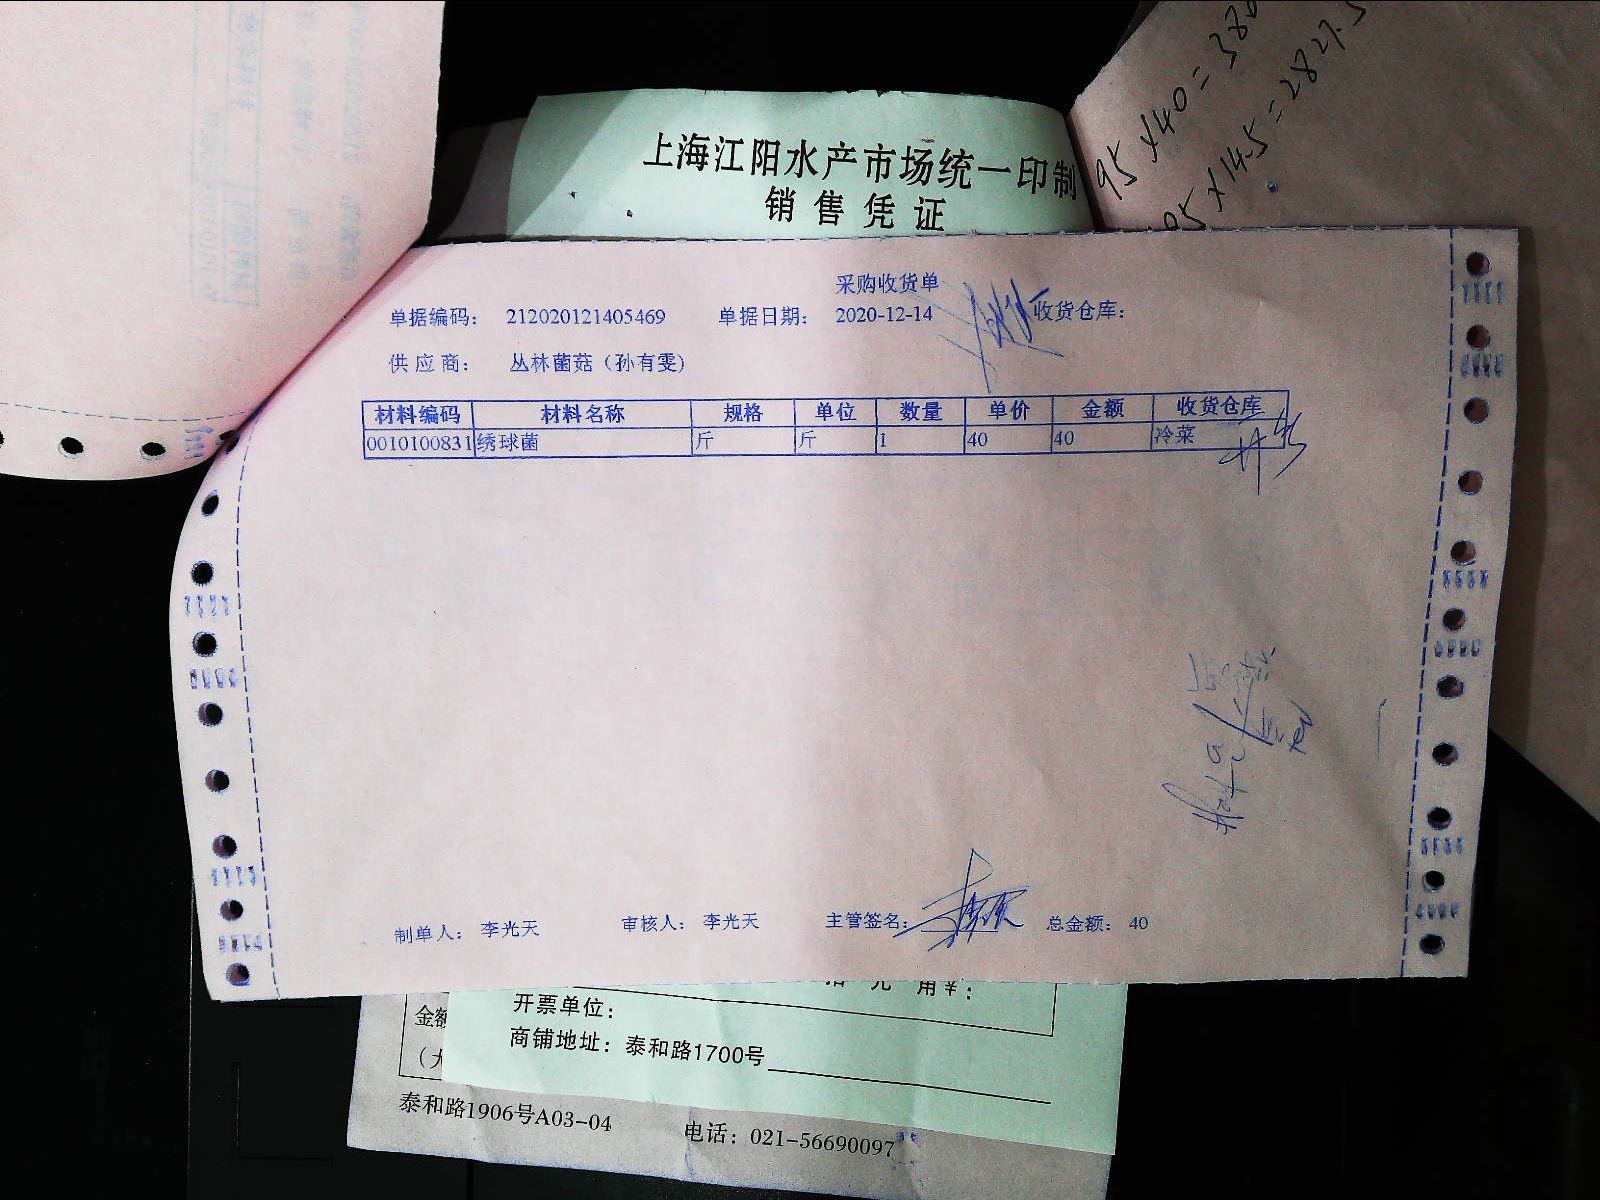 95×40=380
95×14.5=2827.5
上海江阳水产市场统一印制
销售凭证
采购收货单
单据编码： 212020121405469 单据日期： 2020-12-14 收货仓库：
供应商： 丛林菌菇（孙有雯）
材料编码 材料名称 规格 单位 数量 单价 金额 收货仓库
0010100831 绣球菌 斤 斤 1 40 40 冷菜
制单人： 李光天 审核人： 李光天 主管签名： 总金额： 40
开票单位：
商铺地址：泰和路1700号
泰和路1906号A03-04 电话：021-56690097